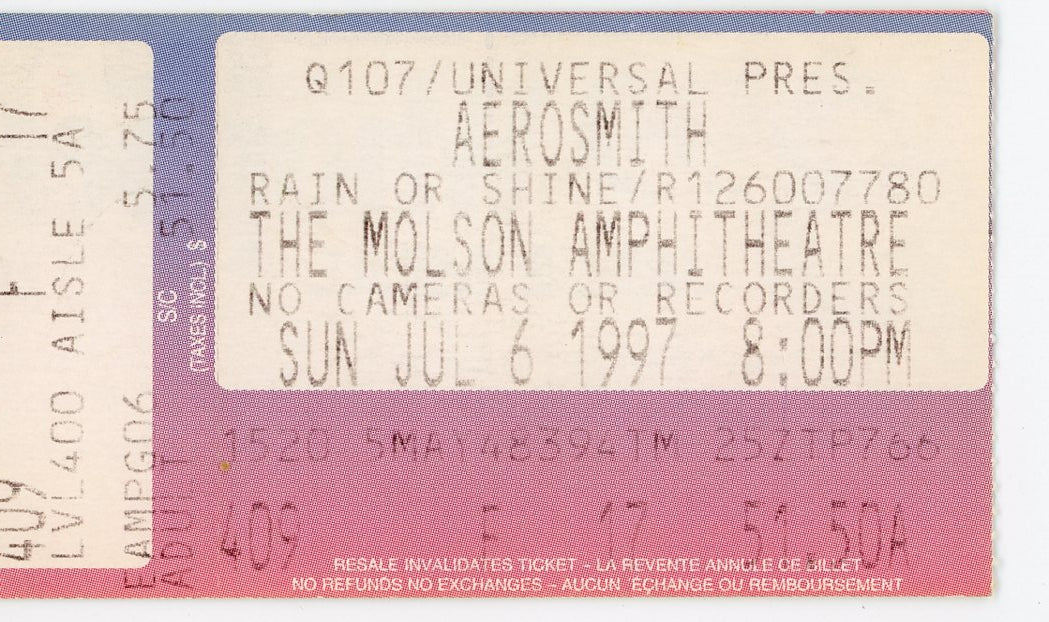 Q107/UNIVERSAL PRES.
AEROSMITH
RAIN OR SHINE/R126007780
THE MOLSON AMPHITHEATRE
NO CAMERAS OR RECORDERS
SUN JUL 6 1997 8:00PM
1520 5MAY48394TM 25ZTP766
409 F 17 51.50A
RESALE INVALIDATES TICKET - LA REVENTE ANNULE CE BILLET
NO REFUNDS NO EXCHANGES - AUCUN ÉCHANGE OU REMBOURSEMENT
S/C
(TAXES INCL.) $
5.75
51.50
EAMPG06
ADULT
LVL400 AISLE 5A
409 F 17